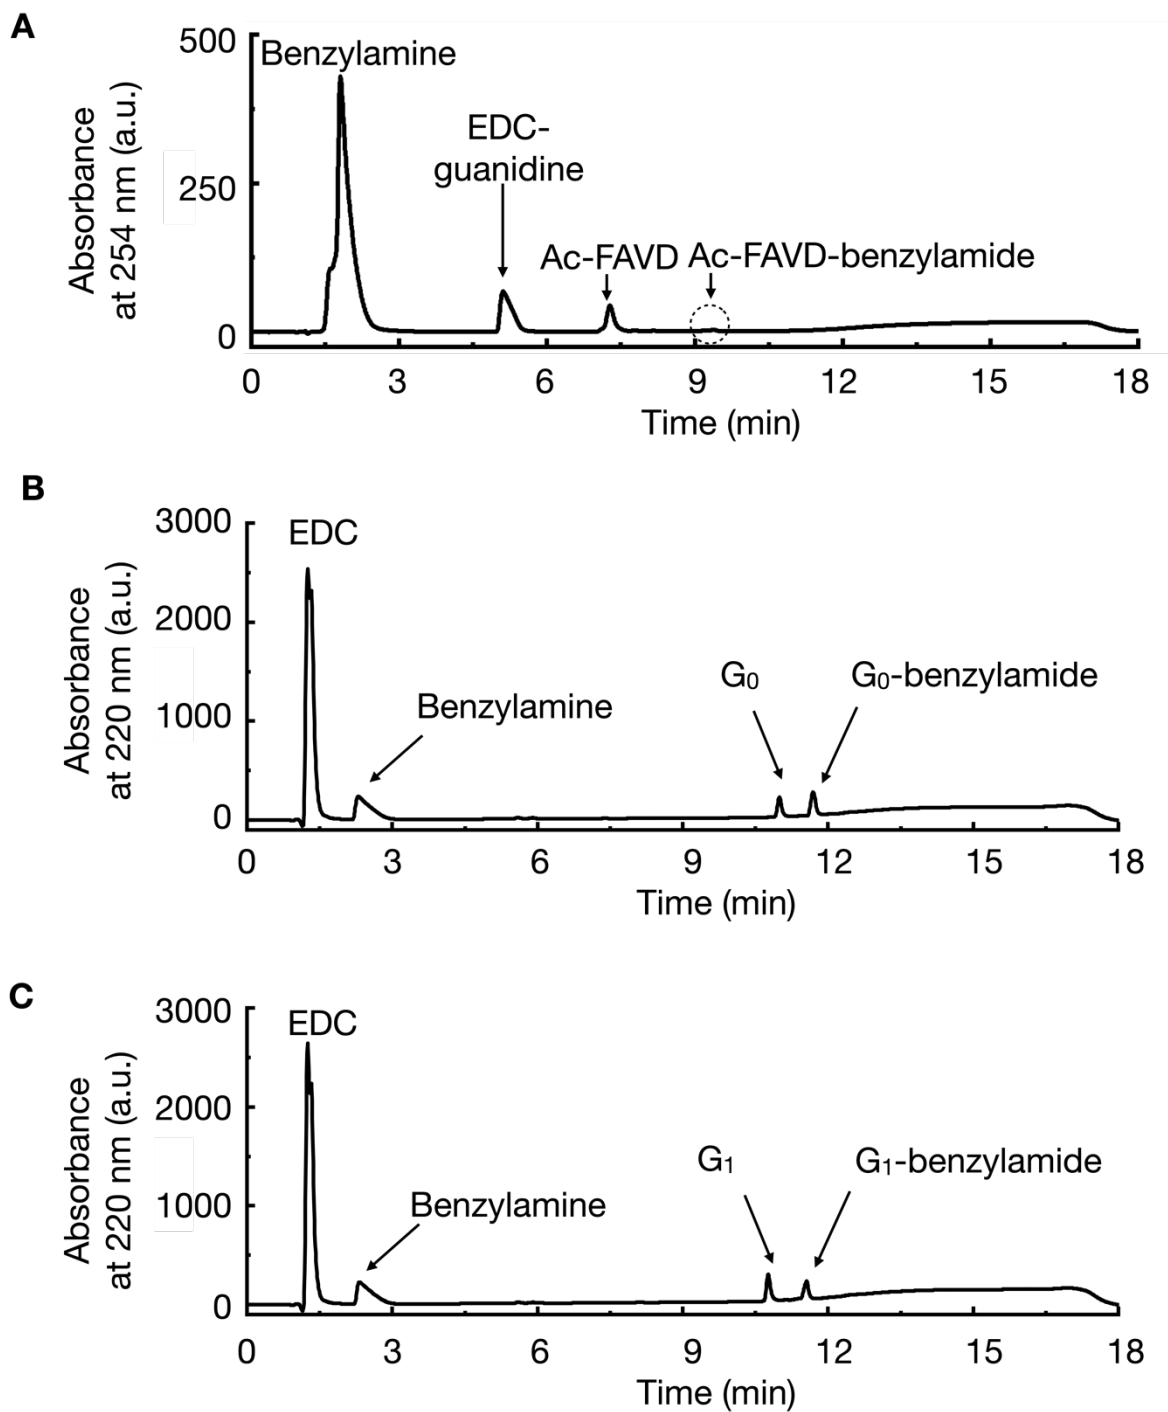 A
500
Benzylamine
EDC-
guanidine
250
Ac-FAVD Ac-FAVD-benzylamide
0
Absorbance
at 254 nm (a.u.)
0 3 6 9 12 15 18
Time (min)
B
3000
EDC
2000
G₀ G₀-benzylamide
Benzylamine
1000
0
Absorbance
at 220 nm (a.u.)
0 3 6 9 12 15 18
Time (min)
C
3000
EDC
2000
G₁ G₁-benzylamide
Benzylamine
1000
0
Absorbance
at 220 nm (a.u.)
0 3 6 9 12 15 18
Time (min)